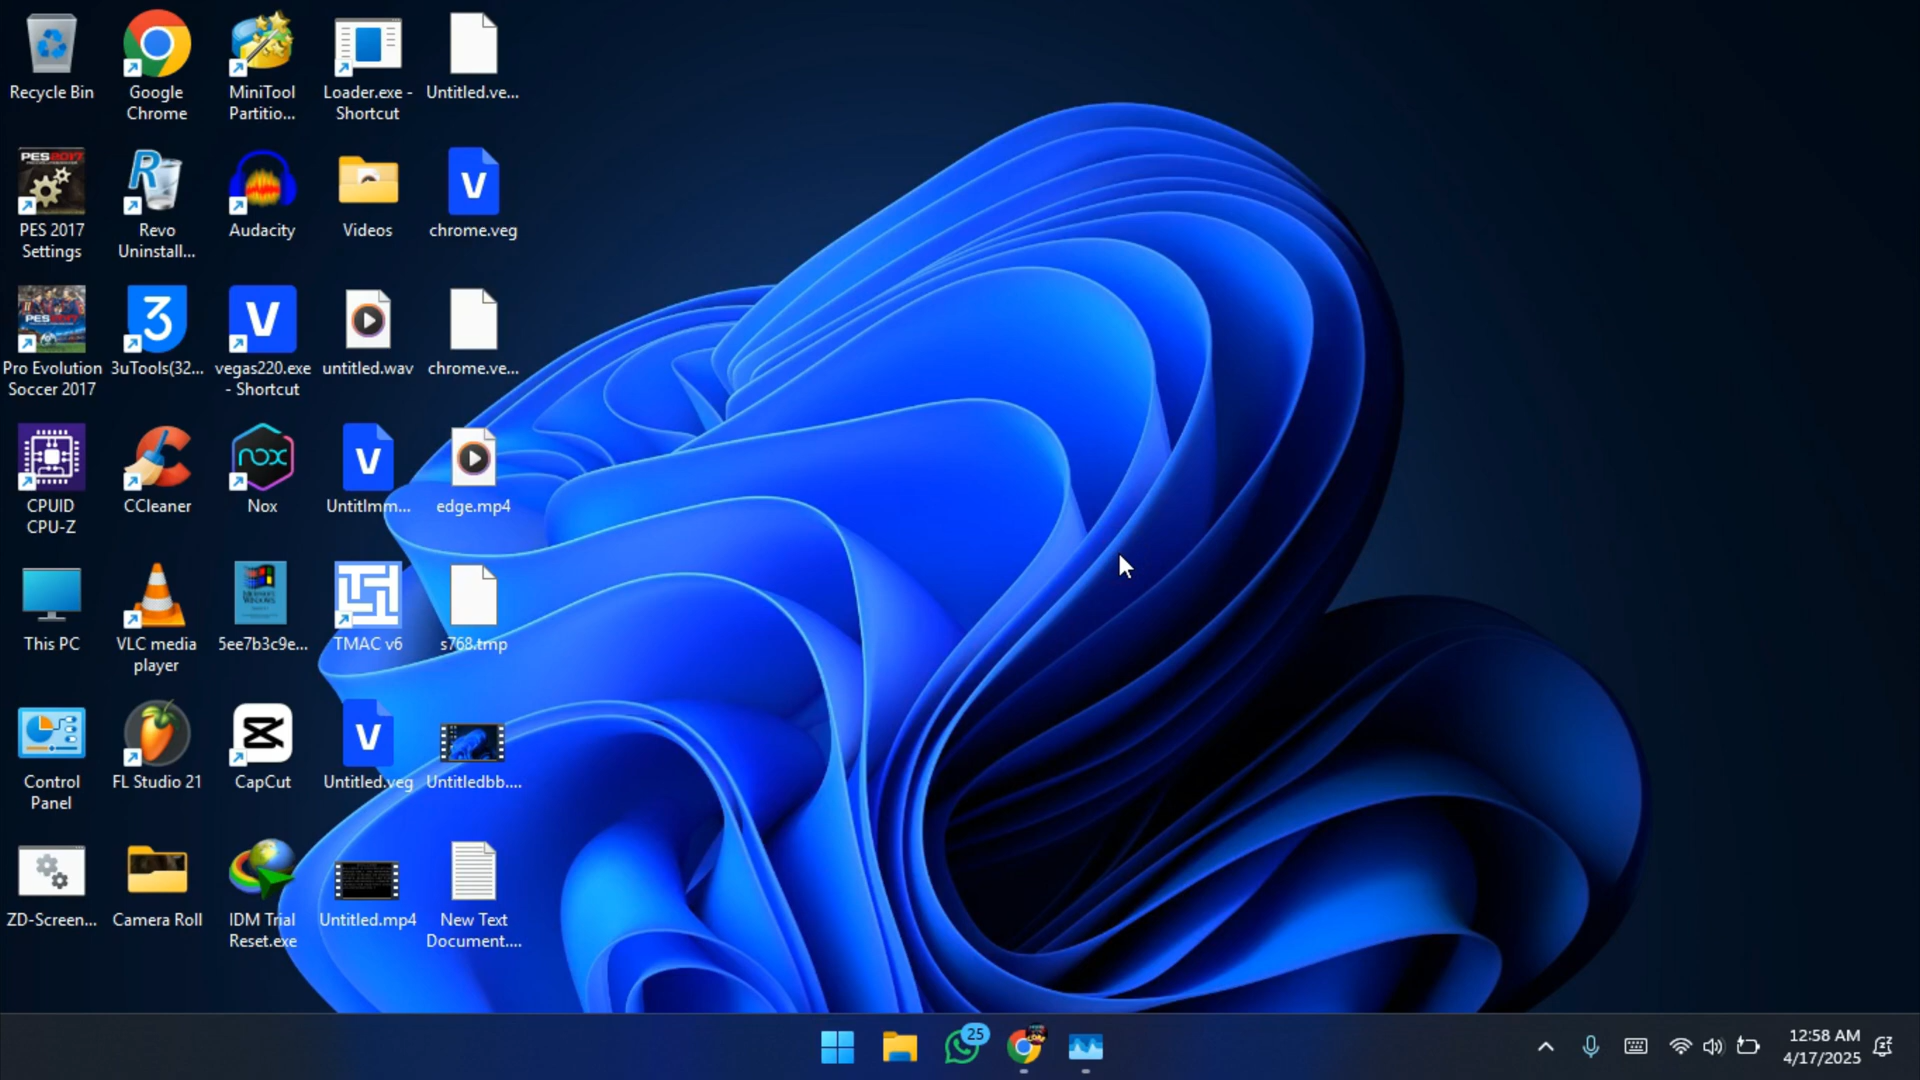 Recycle Bin
Google
Chrome
MiniTool
Partitio...
Loader.exe -
Shortcut
Untitled.ve...
PES 2017
Settings
Revo
Uninstall...
Audacity
Videos
chrome.veg
Pro Evolution
Soccer 2017
3uTools(32...
vegas220.exe
- Shortcut
untitled.wav
chrome.ve...
CPUID
CPU-Z
CCleaner
nox
Nox
Untitlmm...
edge.mp4
This PC
VLC media
player
5ee7b3c9e...
TMAC v6
s768.tmp
Control
Panel
FL Studio 21
CapCut
Untitled.veg
Untitledbb....
ZD-Screen...
Camera Roll
IDM Trial
Reset.exe
Untitled.mp4
New Text
Document....
25
12:58 AM
4/17/2025